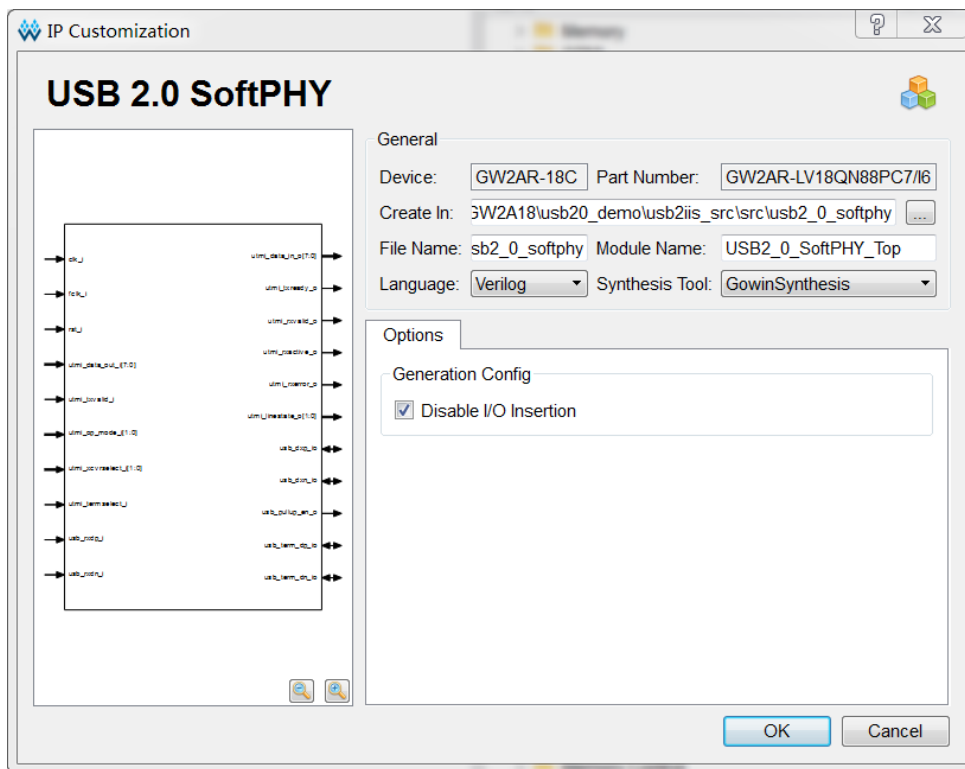 IP Customization
USB 2.0 SoftPHY
General
Device: GW2AR-18C Part Number: GW2AR-LV18QN88PC7/I6
Create In: GW2A18\usb20_demo\usb2iis_src\src\usb2_0_softphy ...
File Name: sb2_0_softphy Module Name: USB2_0_SoftPHY_Top
Language: Verilog Synthesis Tool: GowinSynthesis
Options
Generation Config
Disable I/O Insertion
clk_i
fclk_i
rst_i
utmi_data_out_i[7:0]
utmi_txvalid_i
utmi_op_mode_i[1:0]
utmi_xcvrselect_i[1:0]
utmi_termselect_i
usb_rxdp_i
usb_rxdn_i
utmi_data_in_o[7:0]
utmi_txready_o
utmi_rxvalid_o
utmi_rxactive_o
utmi_rxerror_o
utmi_linestate_o[1:0]
usb_dxp_io
usb_dxn_io
usb_pullup_en_o
usb_term_dp_io
usb_term_dn_io
OK Cancel